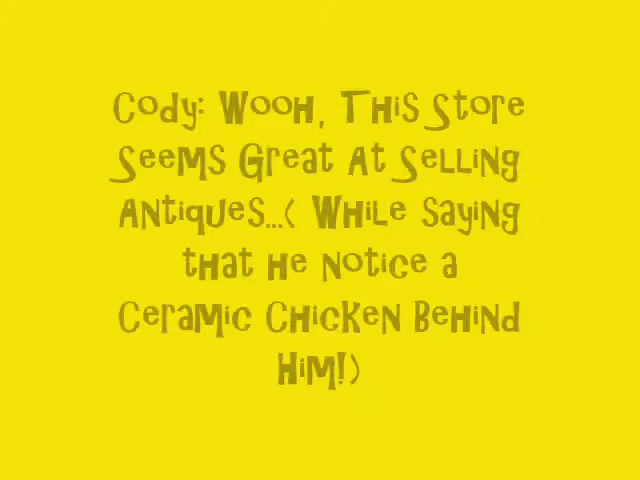 Cody: Wooh, This Store
Seems Great At Selling
Antiques...( While saying
that He Notice a
Ceramic Chicken Behind
Him!)